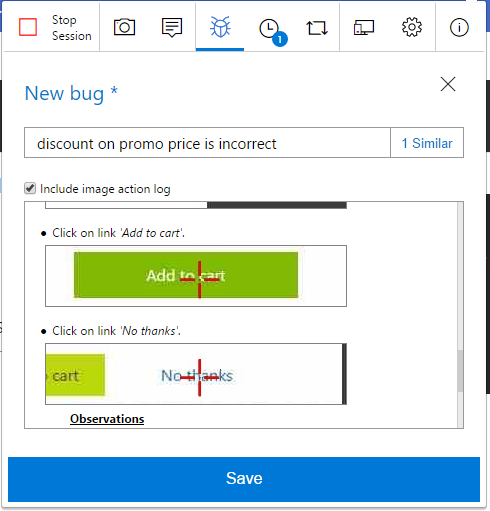 Stop
Session
1
New bug *
discount on promo price is incorrect
1 Similar
Include image action log
• Click on link 'Add to cart'.
Add to cart
• Click on link 'No thanks'.
cart
No thanks
Observations
Save